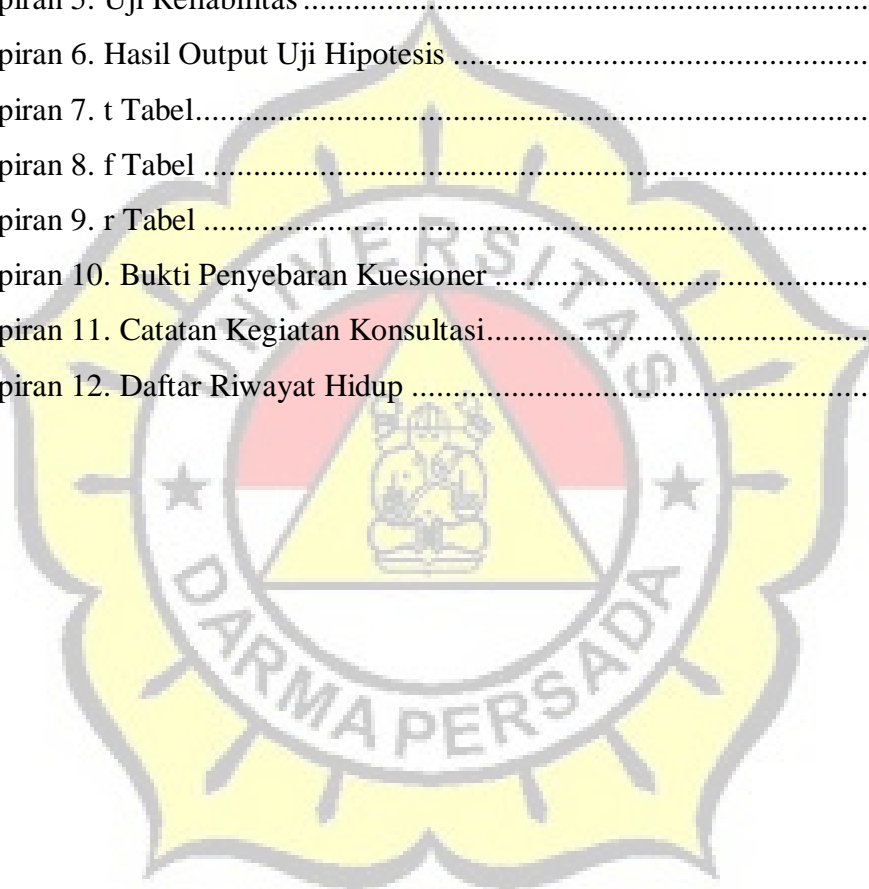 piran 5. Uji Reliabilitas ........................................................................
piran 6. Hasil Output Uji Hipotesis ...................................................
piran 7. t Tabel..................................................................................
piran 8. f Tabel .................................................................................
piran 9. r Tabel .................................................................................
piran 10. Bukti Penyebaran Kuesioner ..............................................
piran 11. Catatan Kegiatan Konsultasi...............................................
piran 12. Daftar Riwayat Hidup ........................................................
UNIVERSITAS
DARMA PERSADA